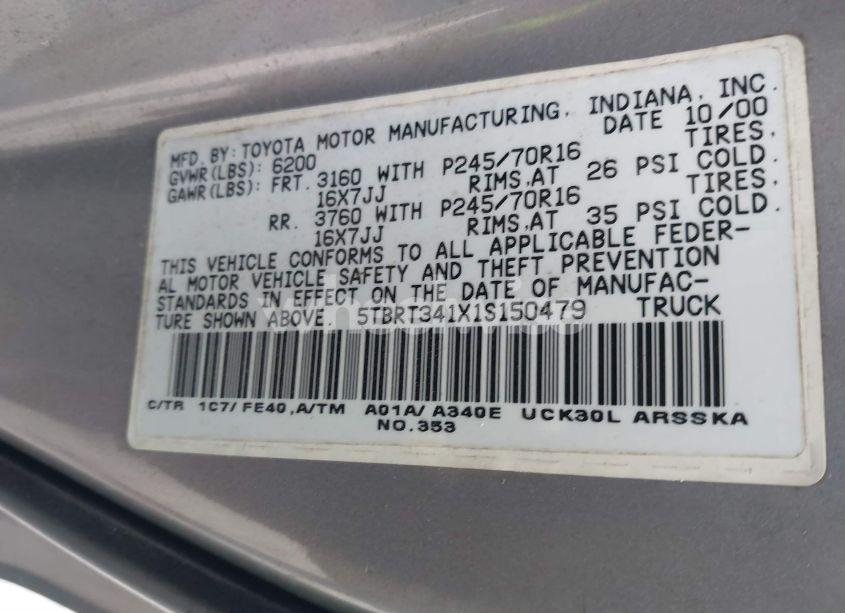 MFD. BY: TOYOTA MOTOR MANUFACTURING, INDIANA, INC.
GVWR(LBS): 6200 DATE 10/00
GAWR(LBS): FRT. 3160 WITH P245/70R16 TIRES,
16X7JJ RIMS,AT 26 PSI COLD.
RR. 3760 WITH P245/70R16 TIRES,
16X7JJ RIMS,AT 35 PSI COLD.
THIS VEHICLE CONFORMS TO ALL APPLICABLE FEDER-
AL MOTOR VEHICLE SAFETY AND THEFT PREVENTION
STANDARDS IN EFFECT ON THE DATE OF MANUFAC-
TURE SHOWN ABOVE. 5TBRT341X1S150479 TRUCK
C/TR 1C7/FE40,A/TM A01A/A340E UCK30L ARSSKA
NO.353